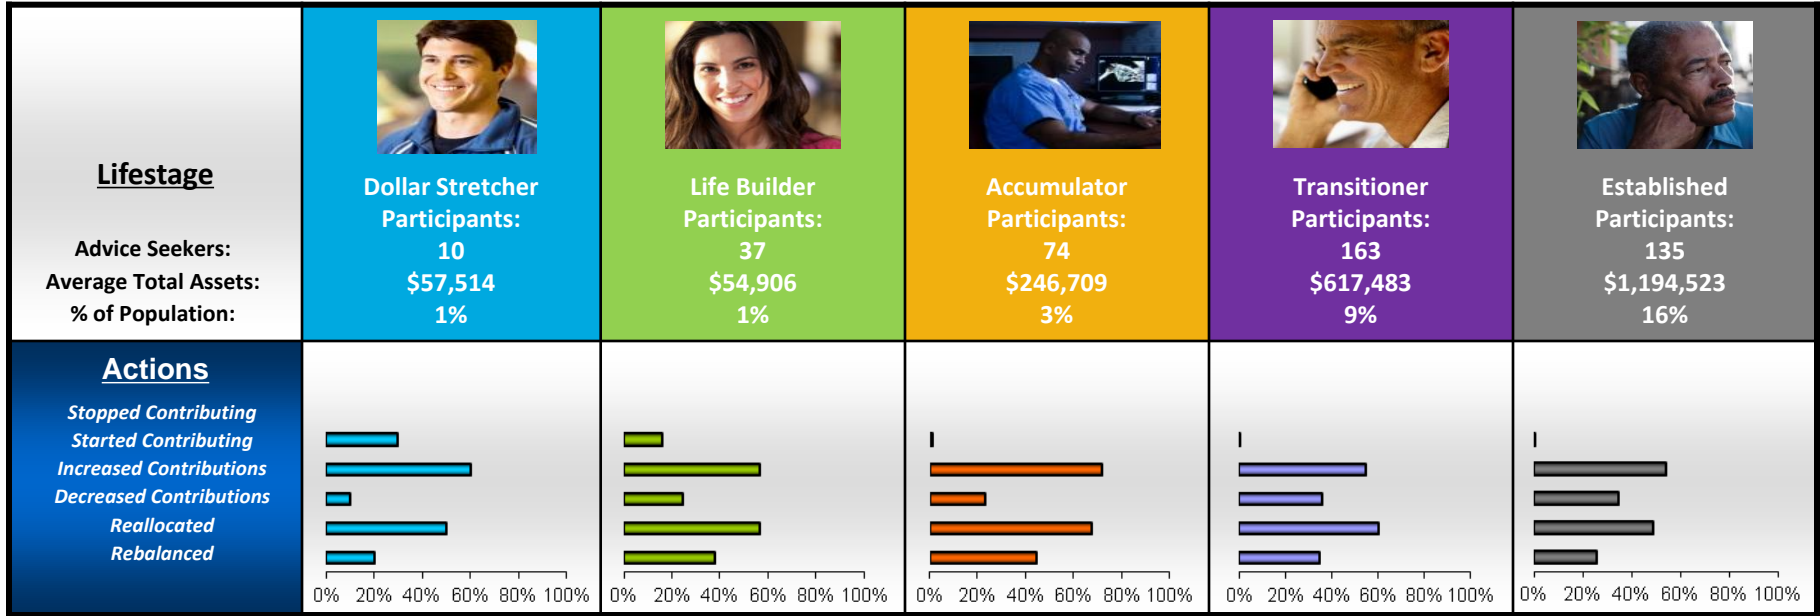 Lifestage
Advice Seekers:
Average Total Assets:
% of Population:
Dollar Stretcher
Participants:
10
$57,514
1%
Life Builder
Participants:
37
$54,906
1%
Accumulator
Participants:
74
$246,709
3%
Transitioner
Participants:
163
$617,483
9%
Established
Participants:
135
$1,194,523
16%
Actions
Stopped Contributing
Started Contributing
Increased Contributions
Decreased Contributions
Reallocated
Rebalanced
0% 20% 40% 60% 80% 100%
0% 20% 40% 60% 80% 100%
0% 20% 40% 60% 80% 100%
0% 20% 40% 60% 80% 100%
0% 20% 40% 60% 80% 100%